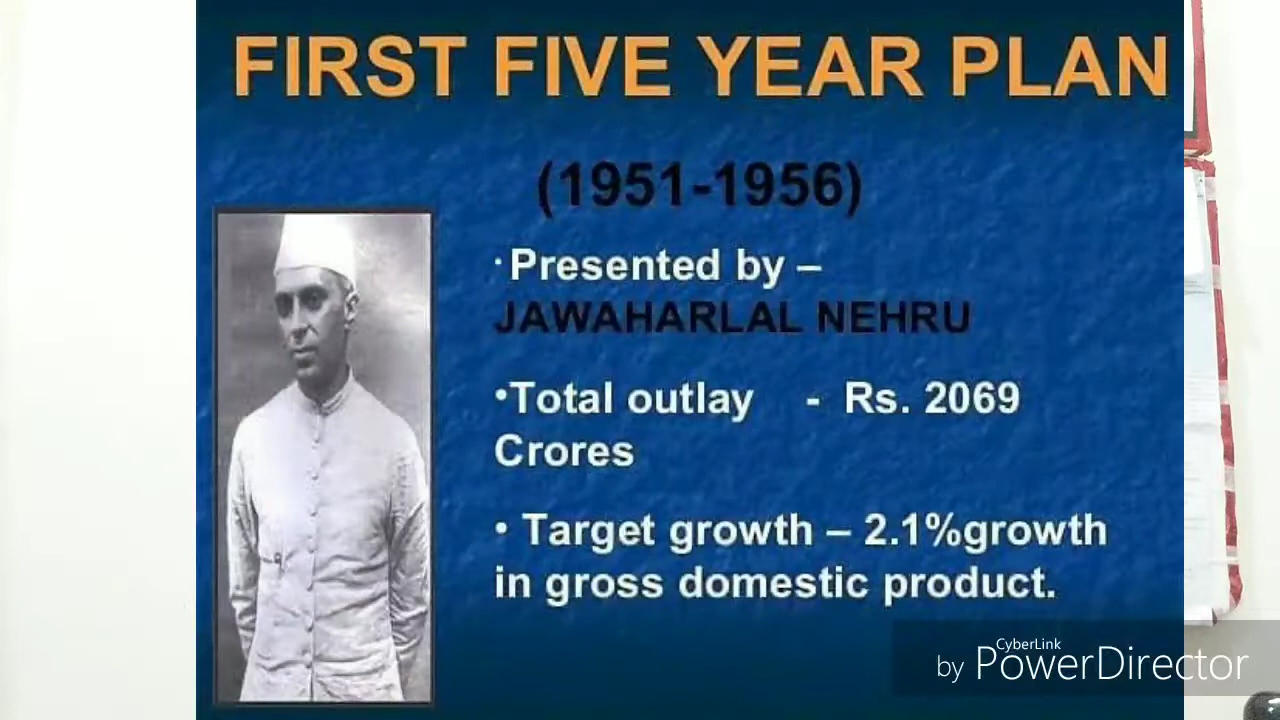 FIRST FIVE YEAR PLAN
(1951-1956)
·Presented by –
JAWAHARLAL NEHRU
•Total outlay - Rs. 2069
Crores
• Target growth – 2.1%growth
in gross domestic product.
CyberLink
by PowerDirector